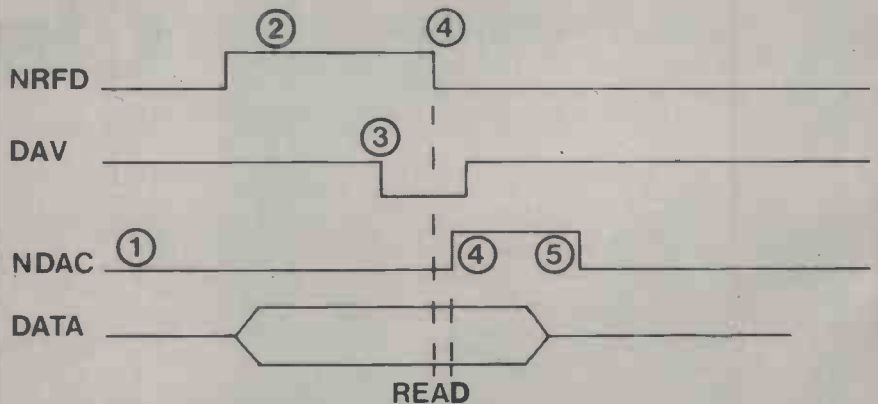 ② ④
NRFD
③
DAV
①
④ ⑤
NDAC
DATA
READ